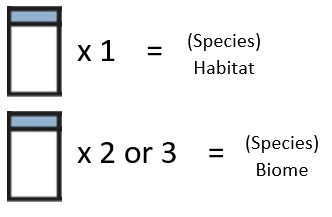 x 1 = (Species)
Habitat
x 2 or 3 = (Species)
Biome